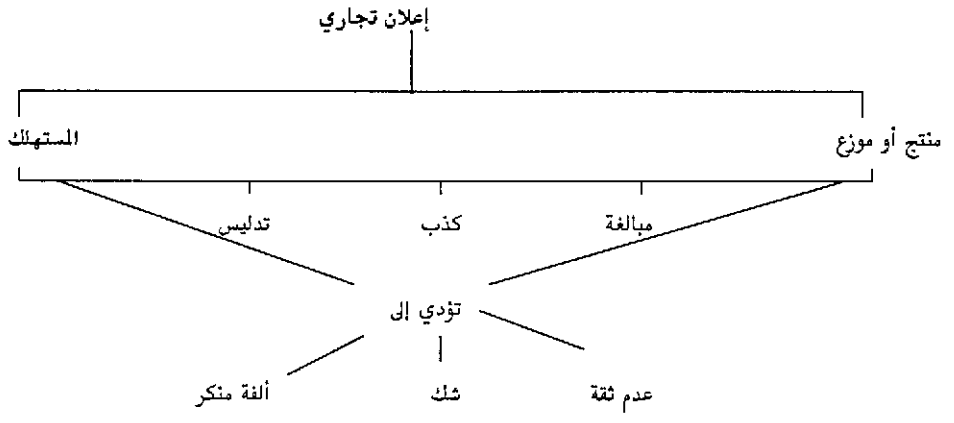 إعلان تجاري
منتج أو موزع المستهلك
مبالغة كذب تدليس
تؤدي إلى
عدم ثقة شك ألفة منكر